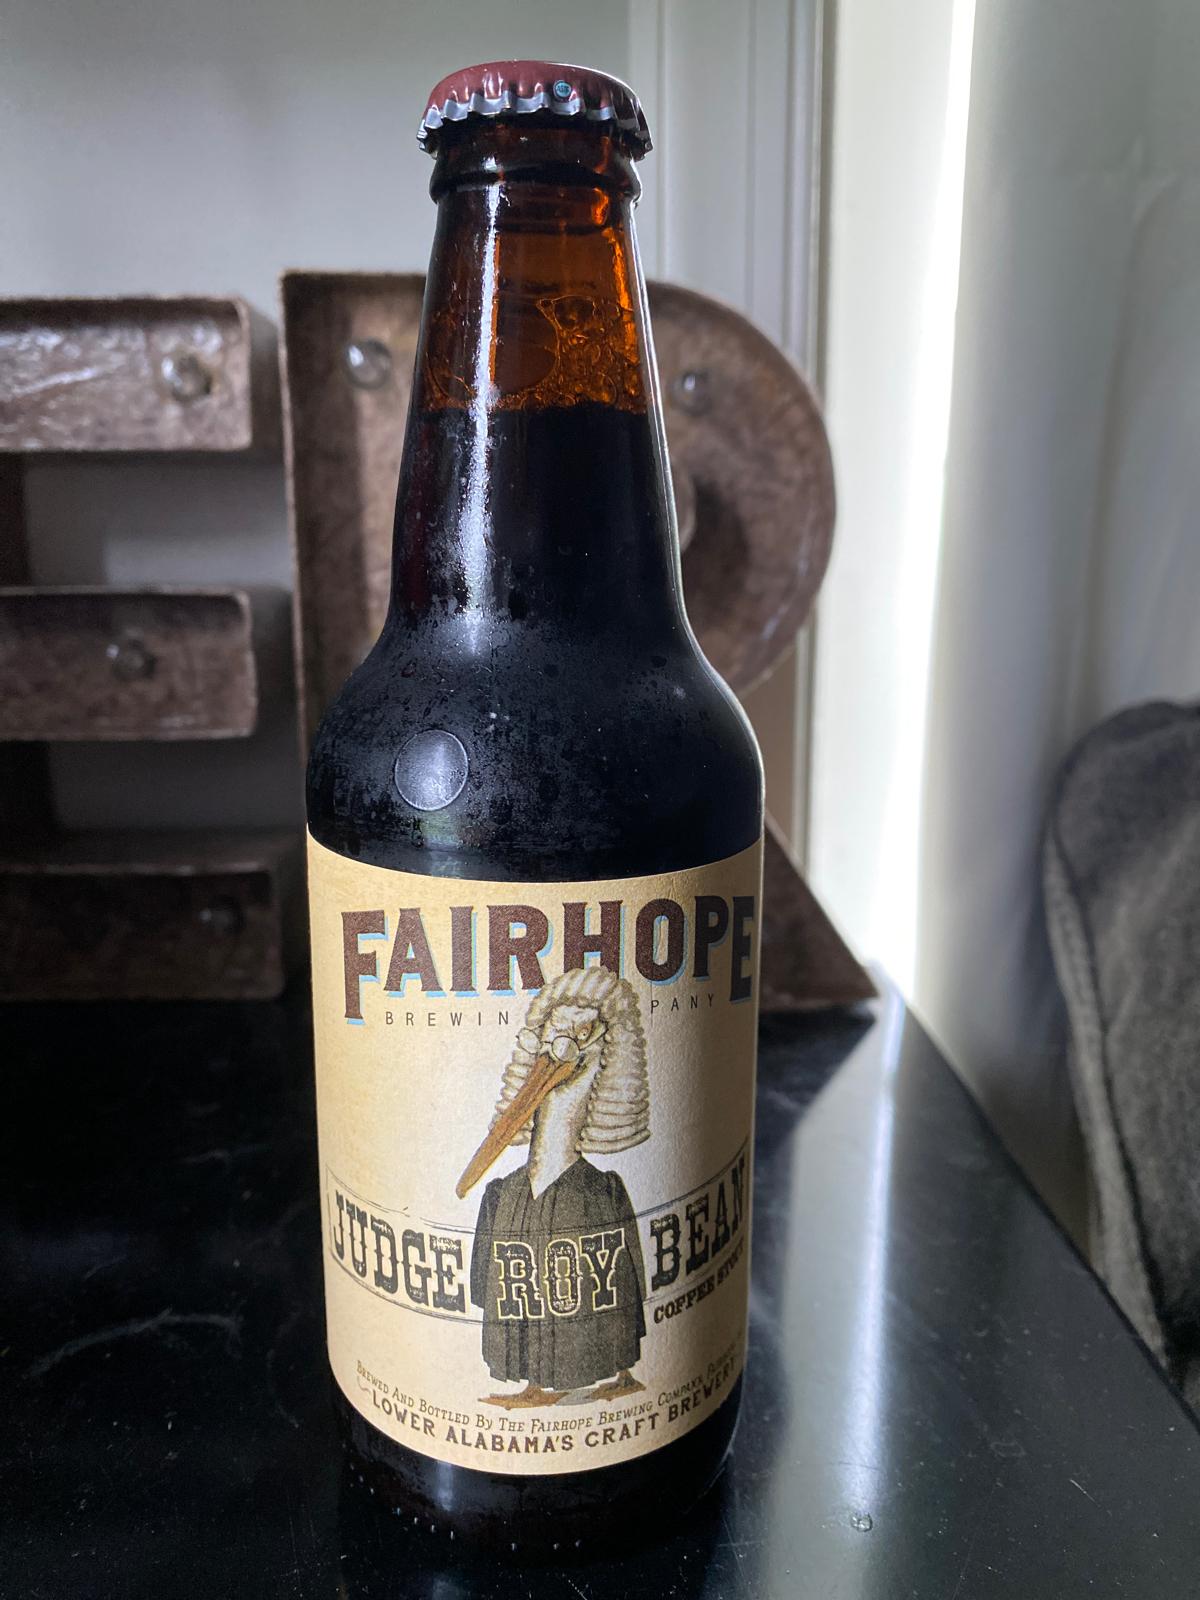 FAIRHOPE
BREWIN PANY
JUDGE ROY BEAN
COFFEE STOUT
BREWED AND BOTTLED BY THE FAIRHOPE BREWING COMPANY
LOWER ALABAMA'S CRAFT BREWERY